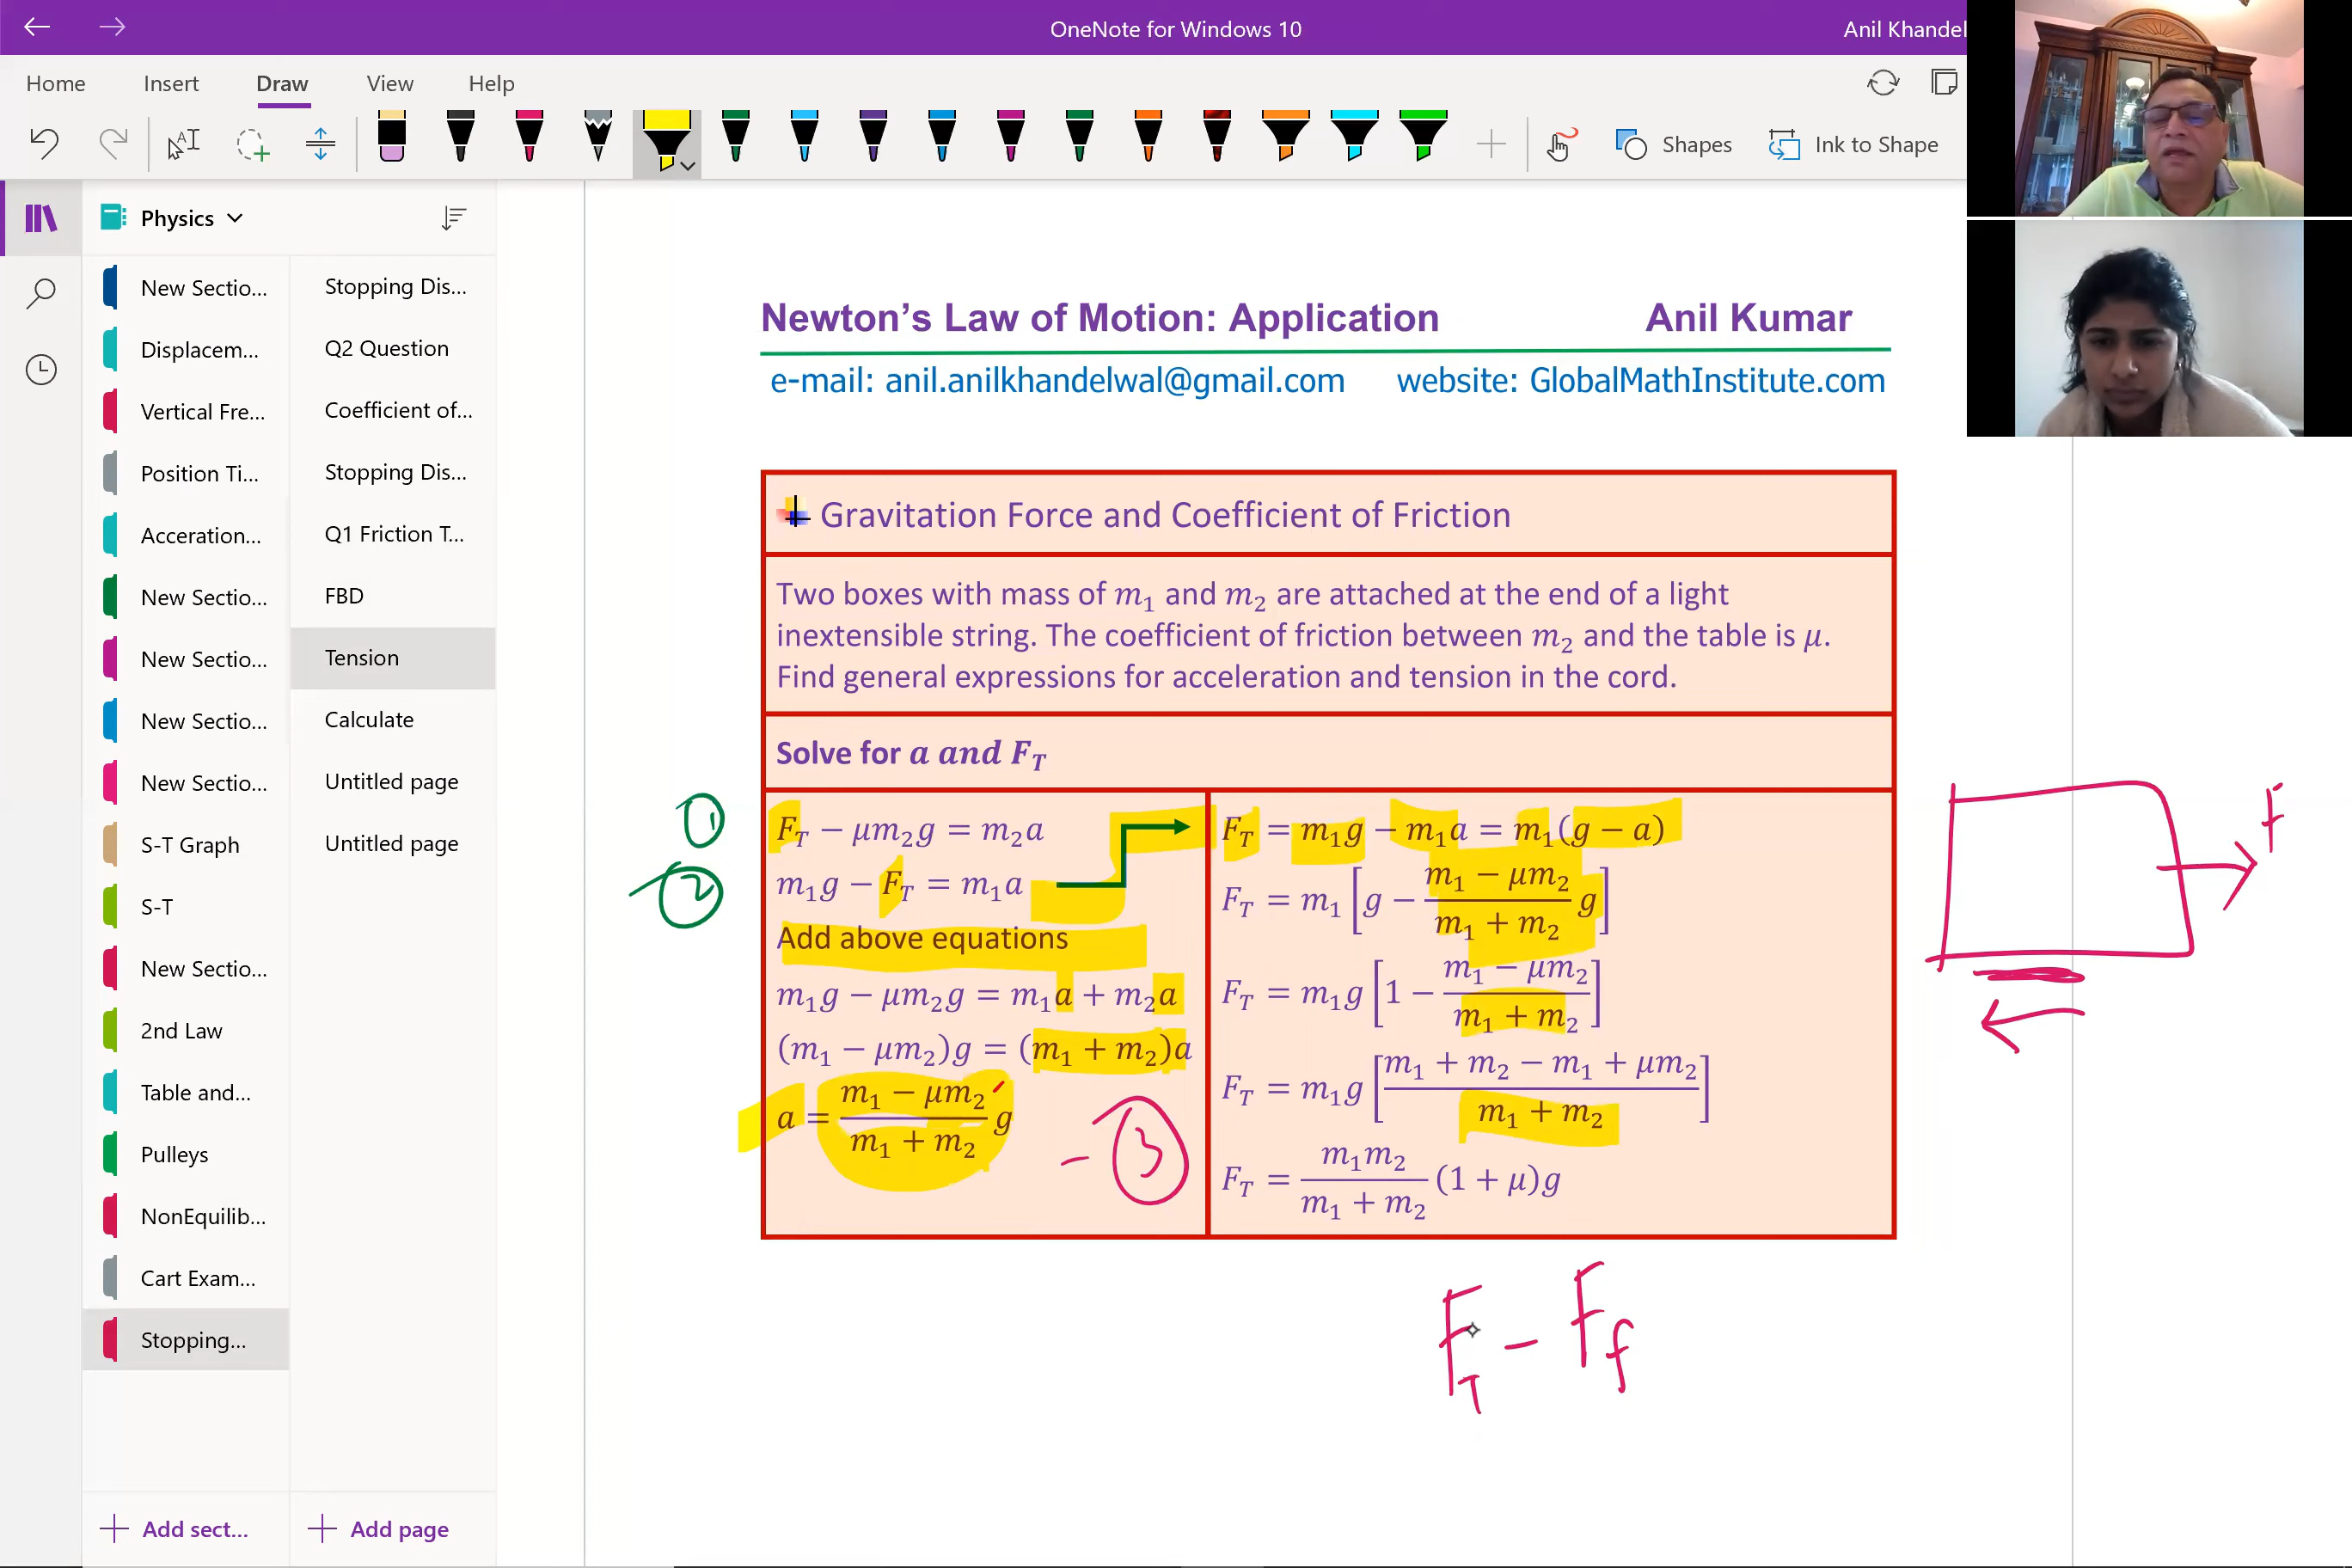 OneNote for Windows 10
Anil Khandel
Home Insert Draw View Help
Shapes Ink to Shape
Physics
New Sectio...
Displacem...
Vertical Fre...
Position Ti...
Acceration...
New Sectio...
New Sectio...
New Sectio...
New Sectio...
S-T Graph
S-T
New Sectio...
2nd Law
Table and...
Pulleys
NonEquilib...
Cart Exam...
Stopping...
Add sect...
Stopping Dis...
Q2 Question
Coefficient of...
Stopping Dis...
Q1 Friction T...
FBD
Tension
Calculate
Untitled page
Untitled page
Add page
Newton's Law of Motion: Application Anil Kumar
e-mail: anil.anilkhandelwal@gmail.com website: GlobalMathInstitute.com
Gravitation Force and Coefficient of Friction
Two boxes with mass of m₁ and m₂ are attached at the end of a light
inextensible string. The coefficient of friction between m₂ and the table is μ.
Find general expressions for acceleration and tension in the cord.
Solve for a and F_T
① F_T − μm₂g = m₂a
② m₁g − F_T = m₁a
Add above equations
m₁g − μm₂g = m₁a + m₂a
(m₁ − μm₂)g = (m₁ + m₂)a
a = (m₁ − μm₂)/(m₁ + m₂) g − ③
F_T = m₁g − m₁a = m₁(g − a)
F_T = m₁ [g − (m₁ − μm₂)/(m₁ + m₂) g]
F_T = m₁g [1 − (m₁ − μm₂)/(m₁ + m₂)]
F_T = m₁g [(m₁ + m₂ − m₁ + μm₂)/(m₁ + m₂)]
F_T = m₁m₂/(m₁ + m₂) (1 + μ)g
F
F_T − F_f